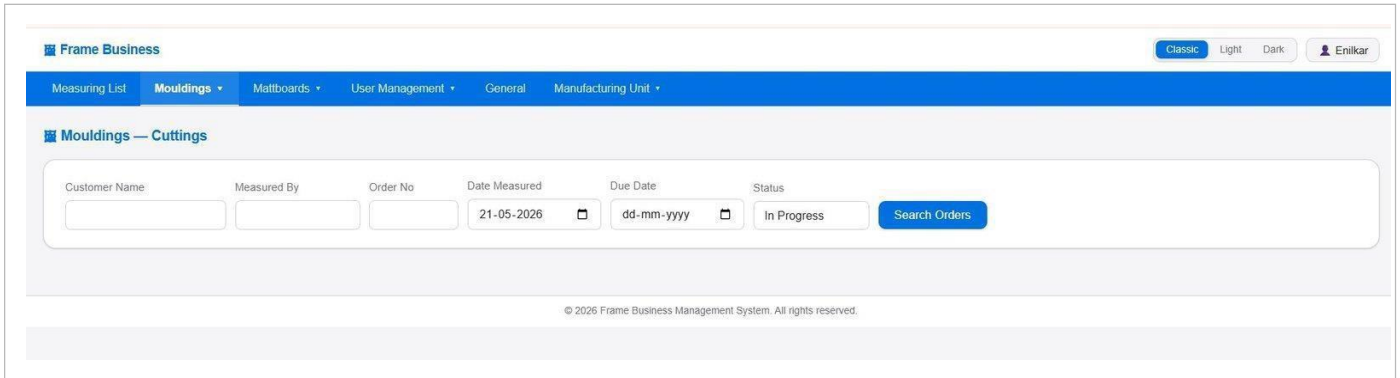 Frame Business
Classic Light Dark Enilkar
Measuring List Mouldings Mattboards User Management General Manufacturing Unit
Mouldings — Cuttings
Customer Name Measured By Order No Date Measured Due Date Status
21-05-2026 dd-mm-yyyy In Progress Search Orders
© 2026 Frame Business Management System. All rights reserved.